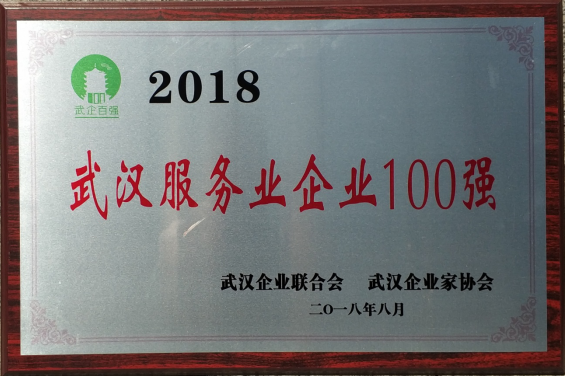 2018
武企百强
武汉服务业企业100强
武汉企业联合会 武汉企业家协会
二〇一八年八月